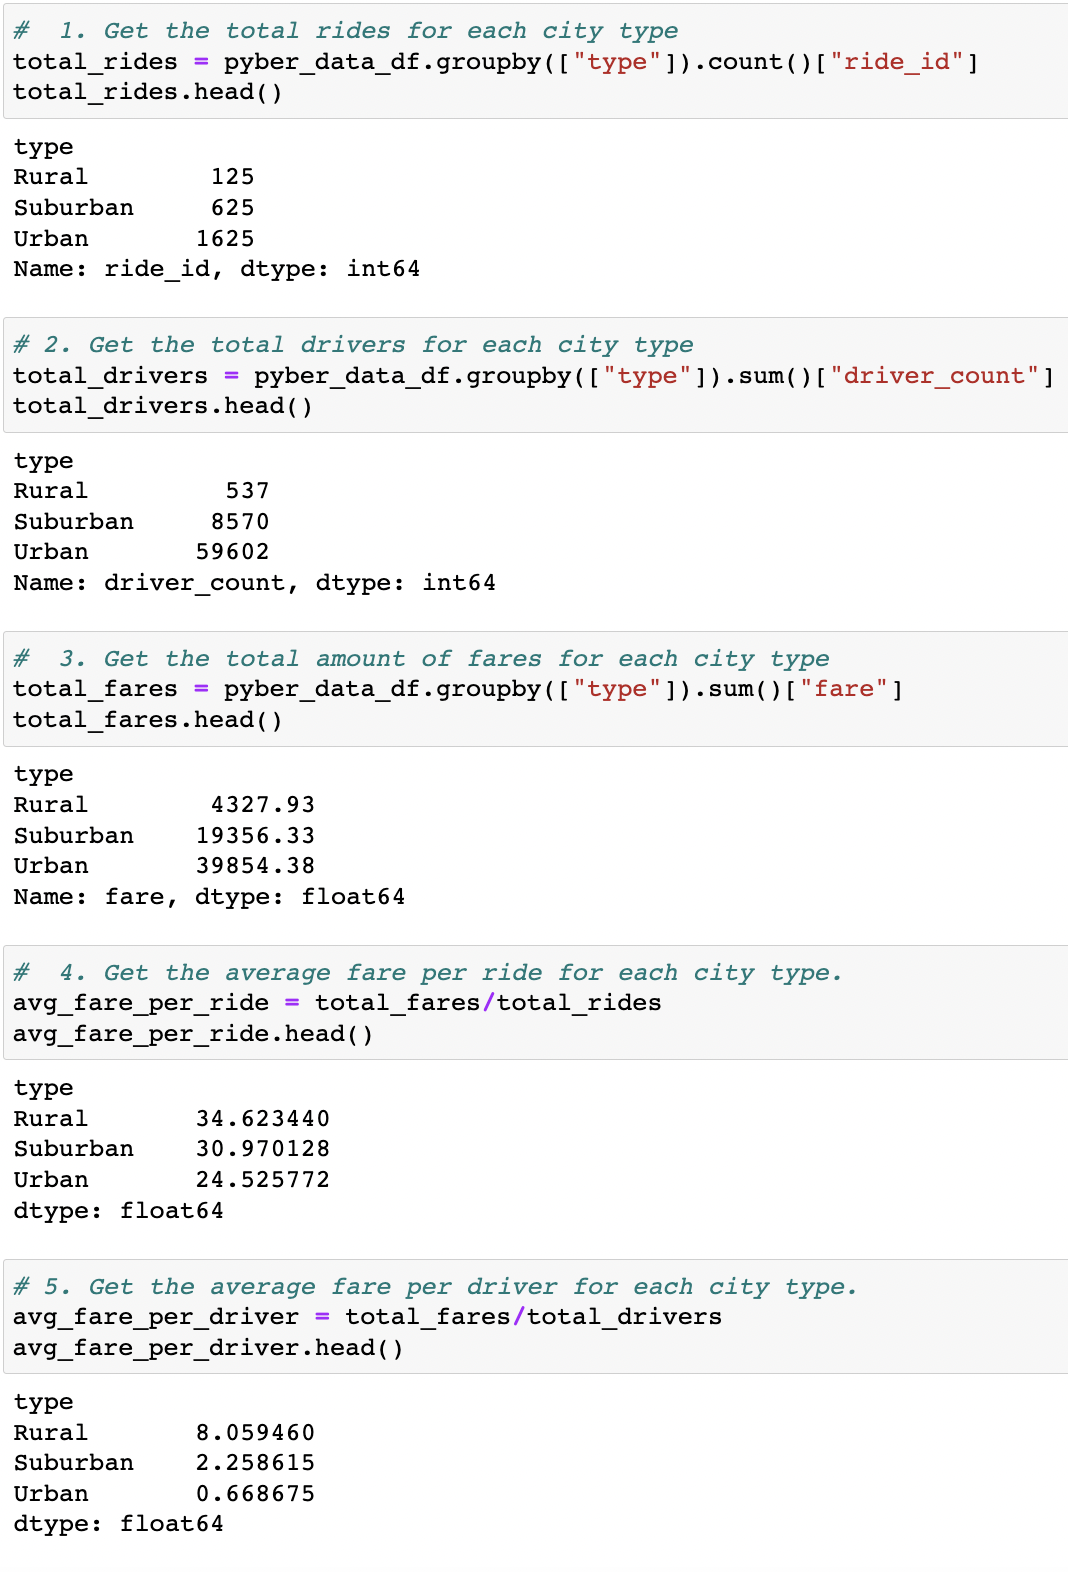 #  1. Get the total rides for each city type
total_rides = pyber_data_df.groupby(["type"]).count()["ride_id"]
total_rides.head()
type
Rural        125
Suburban     625
Urban       1625
Name: ride_id, dtype: int64
# 2. Get the total drivers for each city type
total_drivers = pyber_data_df.groupby(["type"]).sum()["driver_count"]
total_drivers.head()
type
Rural         537
Suburban     8570
Urban       59602
Name: driver_count, dtype: int64
#  3. Get the total amount of fares for each city type
total_fares = pyber_data_df.groupby(["type"]).sum()["fare"]
total_fares.head()
type
Rural        4327.93
Suburban    19356.33
Urban       39854.38
Name: fare, dtype: float64
#  4. Get the average fare per ride for each city type.
avg_fare_per_ride = total_fares/total_rides
avg_fare_per_ride.head()
type
Rural       34.623440
Suburban    30.970128
Urban       24.525772
dtype: float64
# 5. Get the average fare per driver for each city type.
avg_fare_per_driver = total_fares/total_drivers
avg_fare_per_driver.head()
type
Rural       8.059460
Suburban    2.258615
Urban       0.668675
dtype: float64